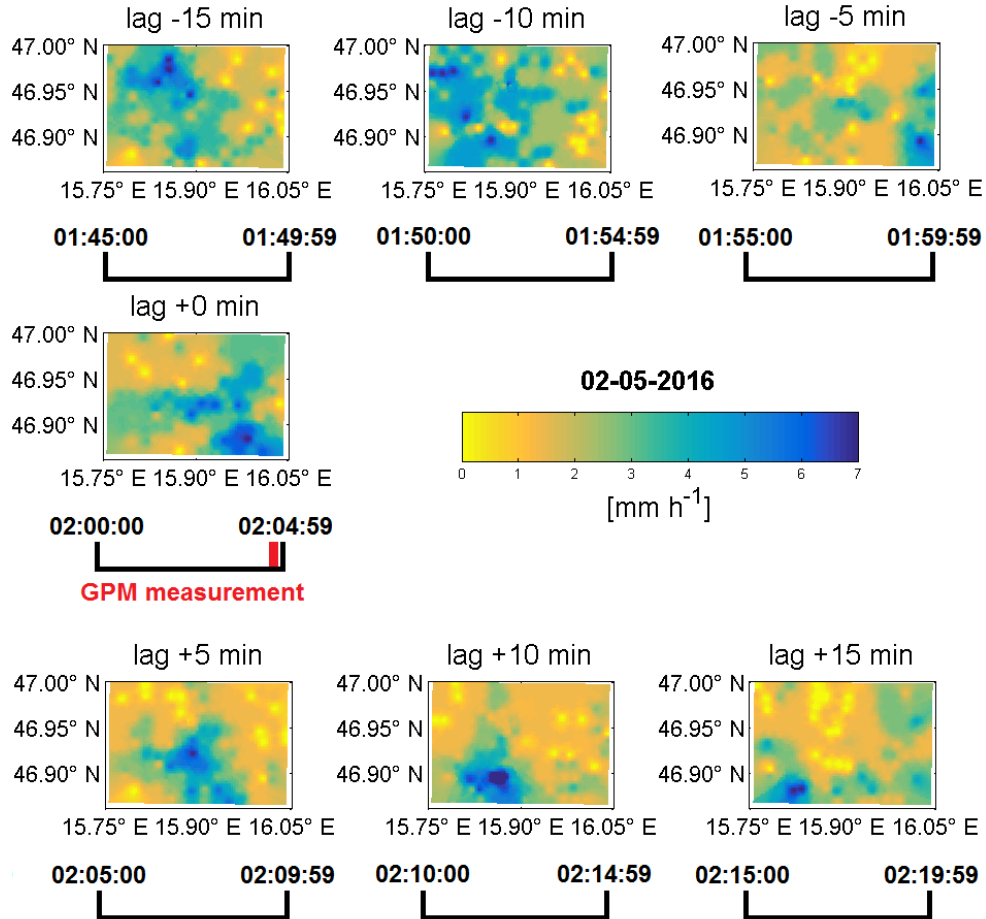 lag -15 min
lag -10 min
lag -5 min
47.00° N
46.95° N
46.90° N
15.75° E 15.90° E 16.05° E
47.00° N
46.95° N
46.90° N
15.75° E 15.90° E 16.05° E
47.00° N
46.95° N
46.90° N
15.75° E 15.90° E 16.05° E
01:45:00 01:49:59
01:50:00 01:54:59
01:55:00 01:59:59
lag +0 min
47.00° N
46.95° N
46.90° N
15.75° E 15.90° E 16.05° E
02-05-2016
0 1 2 3 4 5 6 7
[mm h⁻¹]
02:00:00 02:04:59
GPM measurement
lag +5 min
lag +10 min
lag +15 min
47.00° N
46.95° N
46.90° N
15.75° E 15.90° E 16.05° E
47.00° N
46.95° N
46.90° N
15.75° E 15.90° E 16.05° E
47.00° N
46.95° N
46.90° N
15.75° E 15.90° E 16.05° E
02:05:00 02:09:59
02:10:00 02:14:59
02:15:00 02:19:59